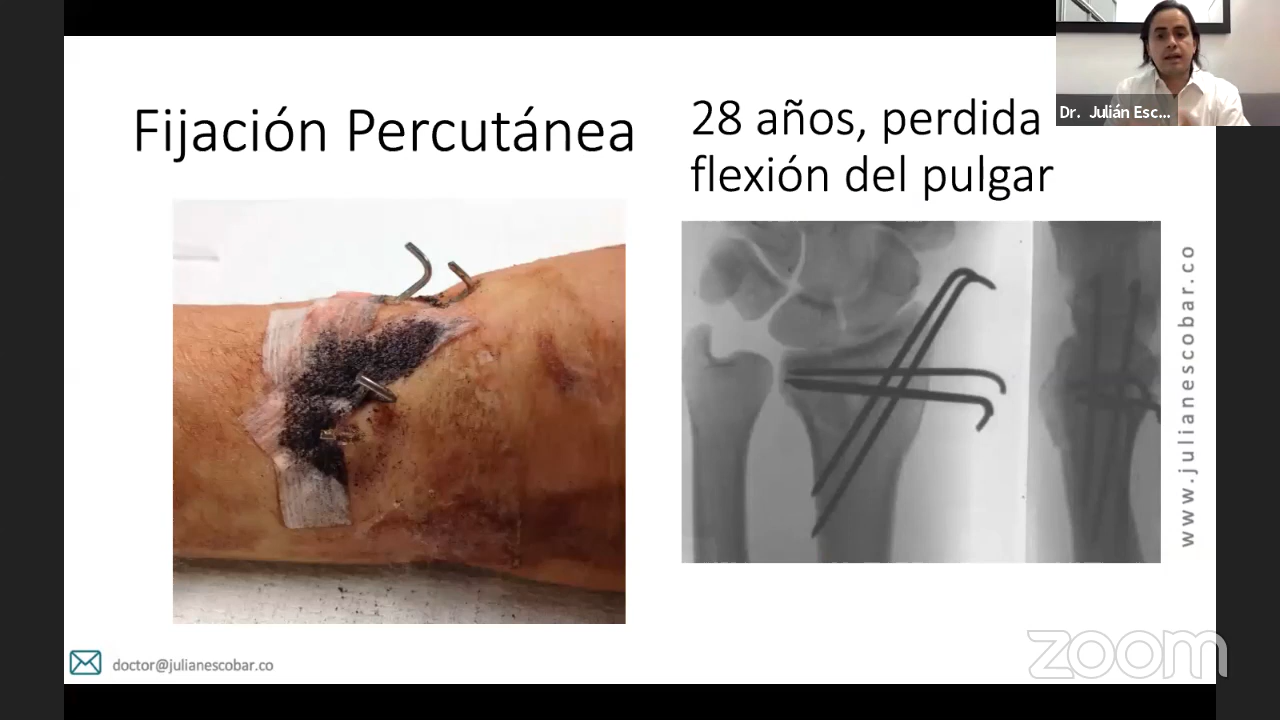 Fijación Percutánea
28 años, perdida
flexión del pulgar
Dr. Julián Esc...
www.julianescobar.co
doctor@julianescobar.co
zoom